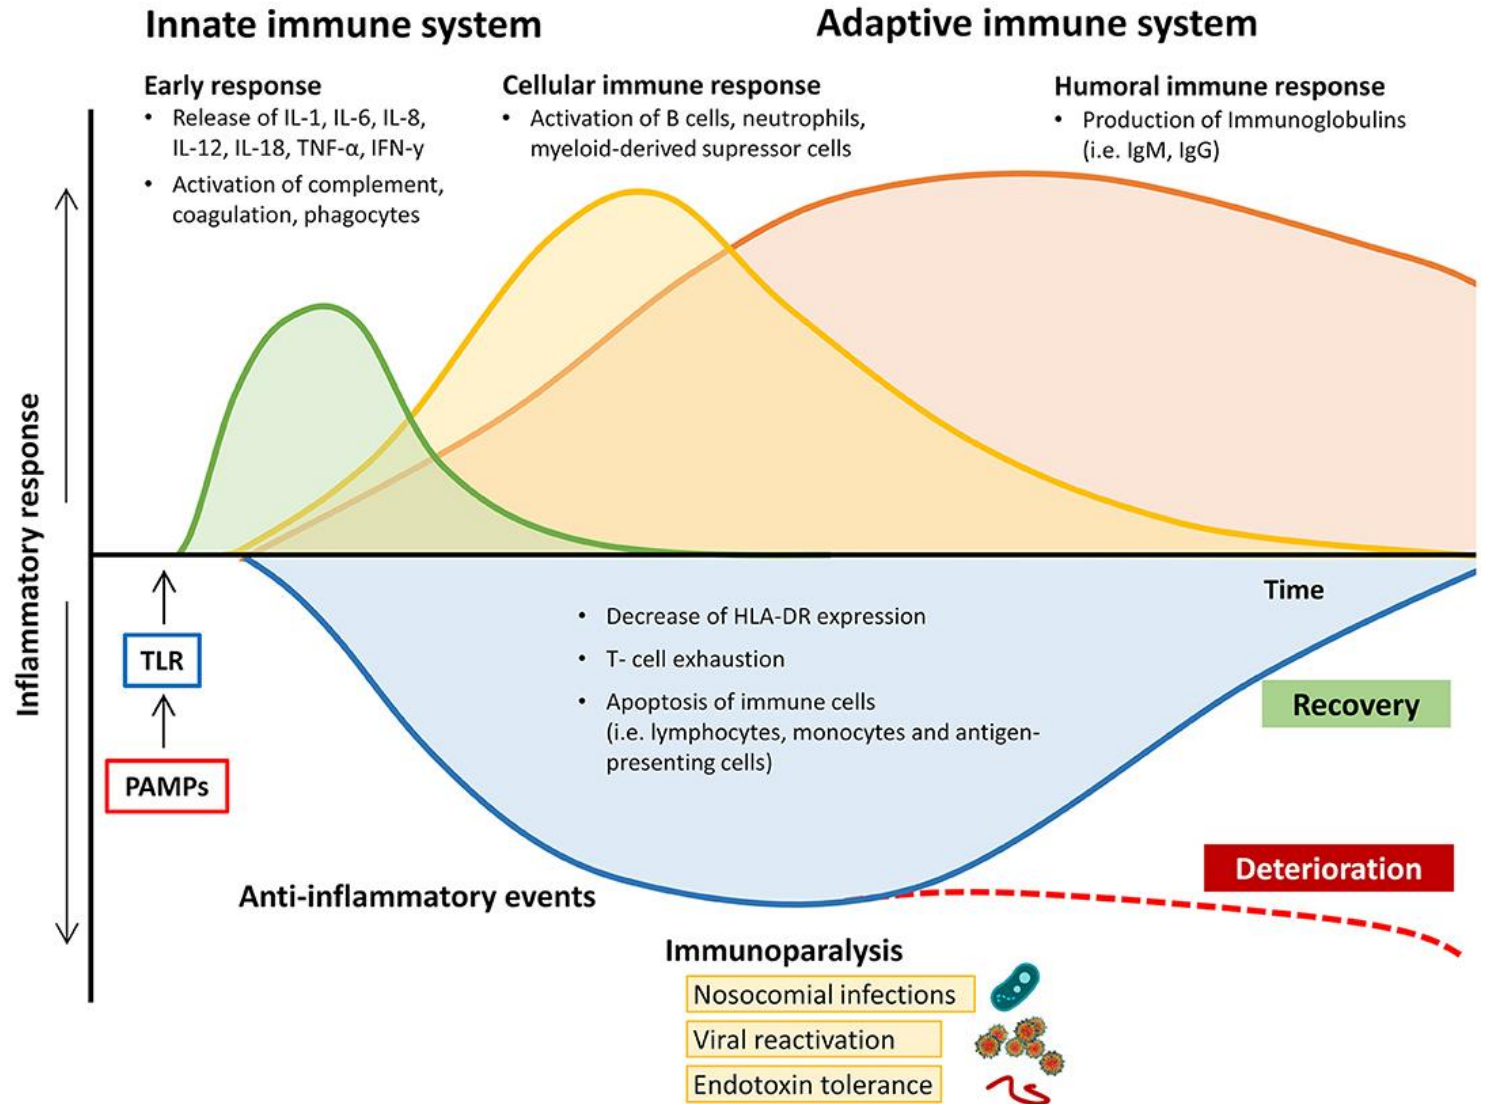 Innate immune system
Adaptive immune system
Early response
• Release of IL-1, IL-6, IL-8,
IL-12, IL-18, TNF-α, IFN-y
• Activation of complement,
coagulation, phagocytes
Cellular immune response
• Activation of B cells, neutrophils,
myeloid-derived supressor cells
Humoral immune response
• Production of Immunoglobulins
(i.e. IgM, IgG)
Inflammatory response
Time
TLR
PAMPs
• Decrease of HLA-DR expression
• T- cell exhaustion
• Apoptosis of immune cells
(i.e. lymphocytes, monocytes and antigen-
presenting cells)
Recovery
Deterioration
Anti-inflammatory events
Immunoparalysis
Nosocomial infections
Viral reactivation
Endotoxin tolerance